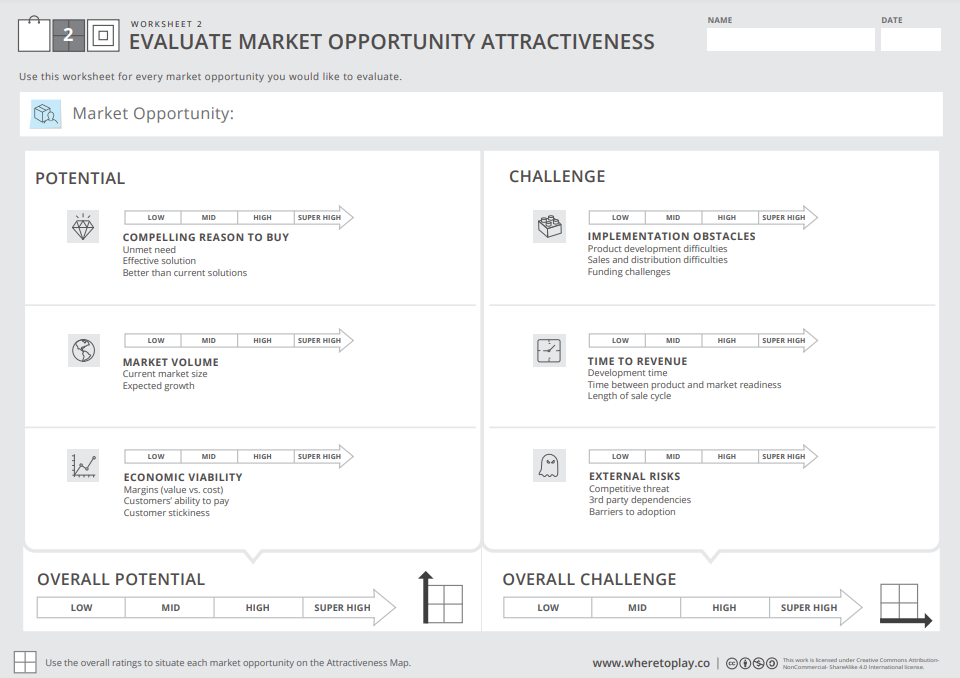 WORKSHEET 2
2
EVALUATE MARKET OPPORTUNITY ATTRACTIVENESS
NAME
DATE
Use this worksheet for every market opportunity you would like to evaluate.
Market Opportunity:
POTENTIAL
LOW MID HIGH SUPER HIGH
COMPELLING REASON TO BUY
Unmet need
Effective solution
Better than current solutions
LOW MID HIGH SUPER HIGH
MARKET VOLUME
Current market size
Expected growth
LOW MID HIGH SUPER HIGH
ECONOMIC VIABILITY
Margins (value vs. cost)
Customers' ability to pay
Customer stickiness
OVERALL POTENTIAL
LOW MID HIGH SUPER HIGH
CHALLENGE
LOW MID HIGH SUPER HIGH
IMPLEMENTATION OBSTACLES
Product development difficulties
Sales and distribution difficulties
Funding challenges
LOW MID HIGH SUPER HIGH
TIME TO REVENUE
Development time
Time between product and market readiness
Length of sale cycle
LOW MID HIGH SUPER HIGH
EXTERNAL RISKS
Competitive threat
3rd party dependencies
Barriers to adoption
OVERALL CHALLENGE
LOW MID HIGH SUPER HIGH
Use the overall ratings to situate each market opportunity on the Attractiveness Map.
www.wheretoplay.co |
cc
This work is licensed under Creative Commons Attribution-
NonCommercial- ShareAlike 4.0 International license.